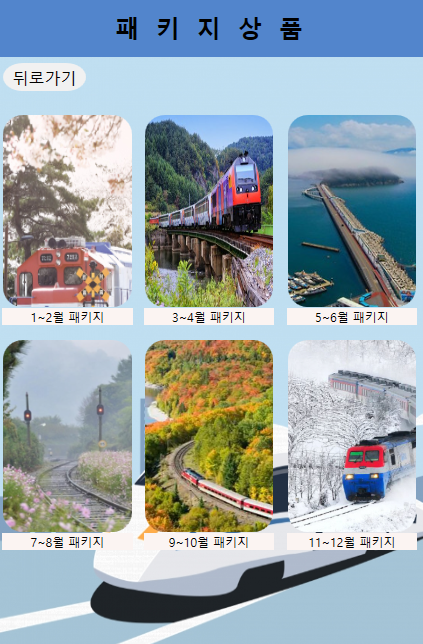 패 키 지 상 품
뒤로가기
1~2월 패키지
3~4월 패키지
5~6월 패키지
7~8월 패키지
9~10월 패키지
11~12월 패키지